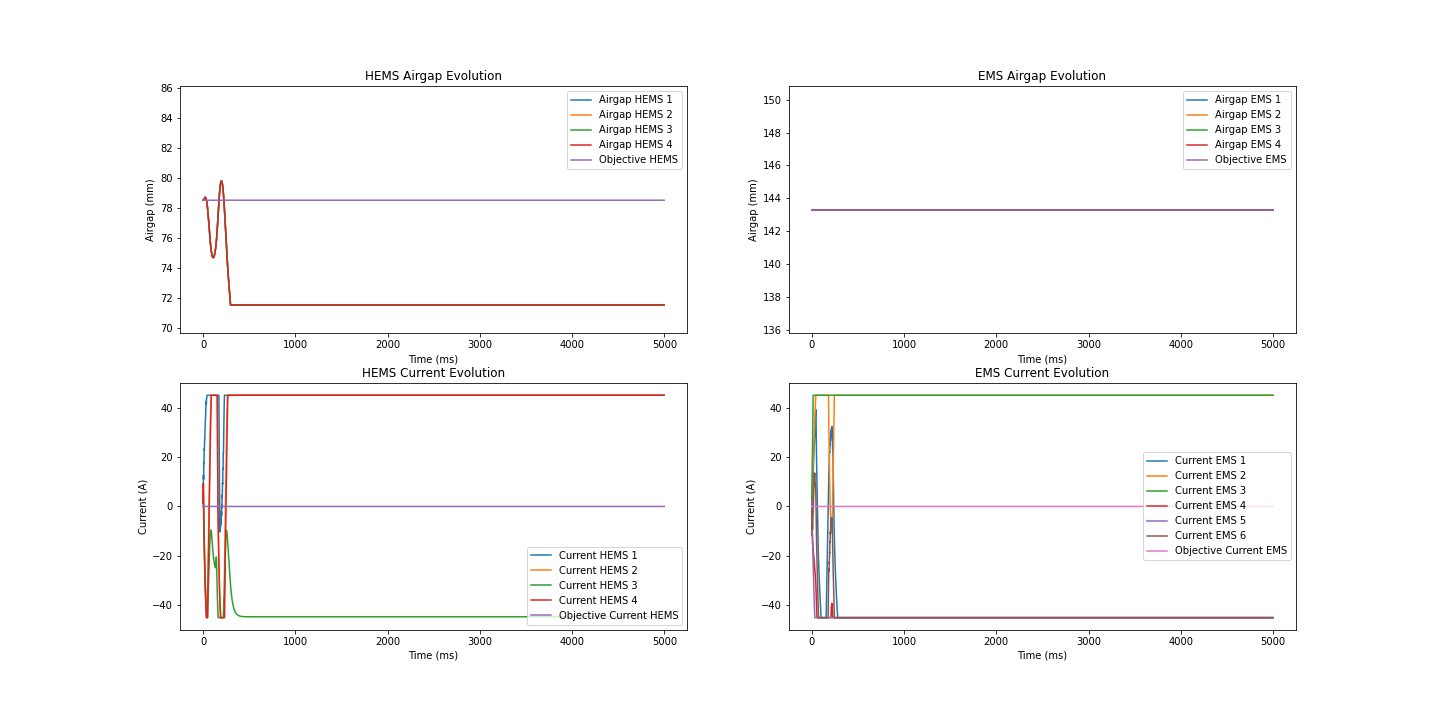 HEMS Airgap Evolution
86
84
82
80
78
76
74
72
70
Airgap (mm)
0 1000 2000 3000 4000 5000
Time (ms)
Airgap HEMS 1
Airgap HEMS 2
Airgap HEMS 3
Airgap HEMS 4
Objective HEMS
EMS Airgap Evolution
150
148
146
144
142
140
138
136
Airgap (mm)
0 1000 2000 3000 4000 5000
Time (ms)
Airgap EMS 1
Airgap EMS 2
Airgap EMS 3
Airgap EMS 4
Objective EMS
HEMS Current Evolution
40
20
0
−20
−40
Current (A)
0 1000 2000 3000 4000 5000
Time (ms)
Current HEMS 1
Current HEMS 2
Current HEMS 3
Current HEMS 4
Objective Current HEMS
EMS Current Evolution
40
20
0
−20
−40
Current (A)
0 1000 2000 3000 4000 5000
Time (ms)
Current EMS 1
Current EMS 2
Current EMS 3
Current EMS 4
Current EMS 5
Current EMS 6
Objective Current EMS